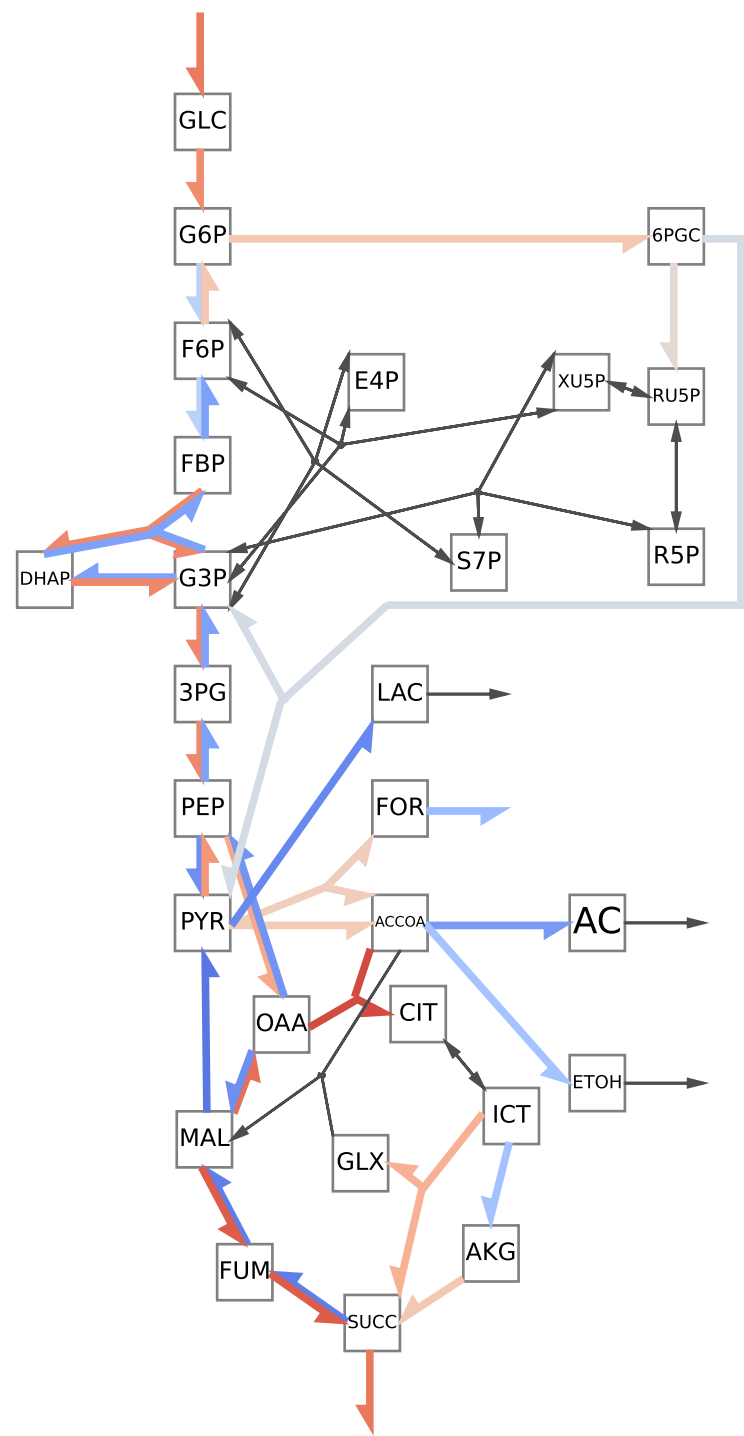 GLC
G6P
6PGC
F6P
E4P
XU5P
RU5P
FBP
DHAP
G3P
S7P
R5P
3PG
LAC
PEP
FOR
PYR
ACCOA
AC
OAA
CIT
ETOH
MAL
GLX
ICT
FUM
AKG
SUCC